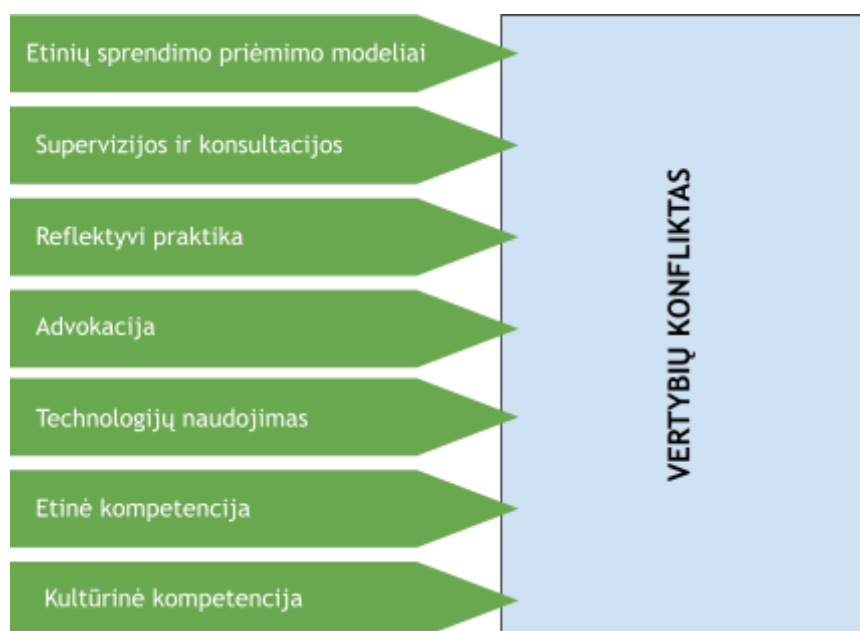 Etinių sprendimo priėmimo modeliai
Supervizijos ir konsultacijos
Reflektyvi praktika
Advokacija
Technologijų naudojimas
Etinė kompetencija
Kultūrinė kompetencija
VERTYBIŲ KONFLIKTAS